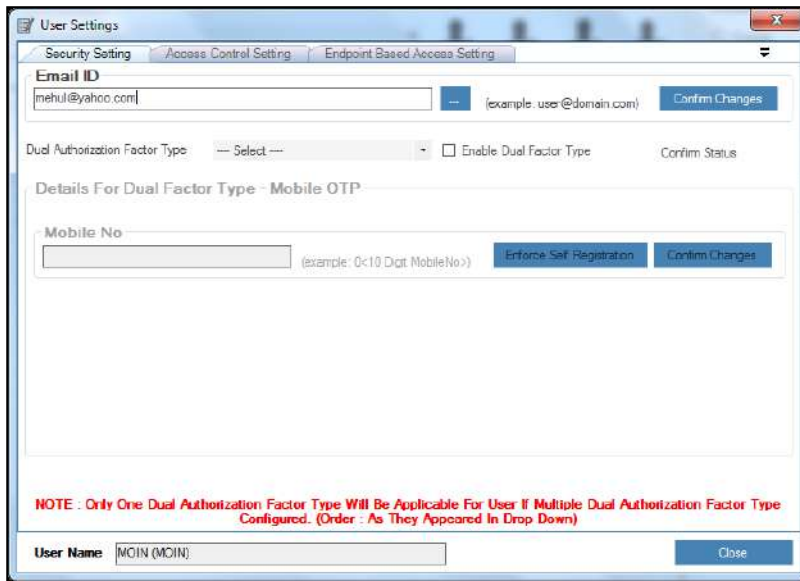 User Settings
Security Setting Access Control Setting Endpoint Based Access Setting
Email ID
mehul@yahoo.com ... (example: user@domain.com) Confirm Changes
Dual Authorization Factor Type --- Select --- Enable Dual Factor Type Confirm Status
Details For Dual Factor Type - Mobile OTP
Mobile No
(example: 0<10 Digit MobileNo>) Enforce Self Registration Confirm Changes
NOTE : Only One Dual Authorization Factor Type Will Be Applicable For User If Multiple Dual Authorization Factor Type
Configured. (Order : As They Appeared In Drop Down)
User Name MOIN (MOIN) Close